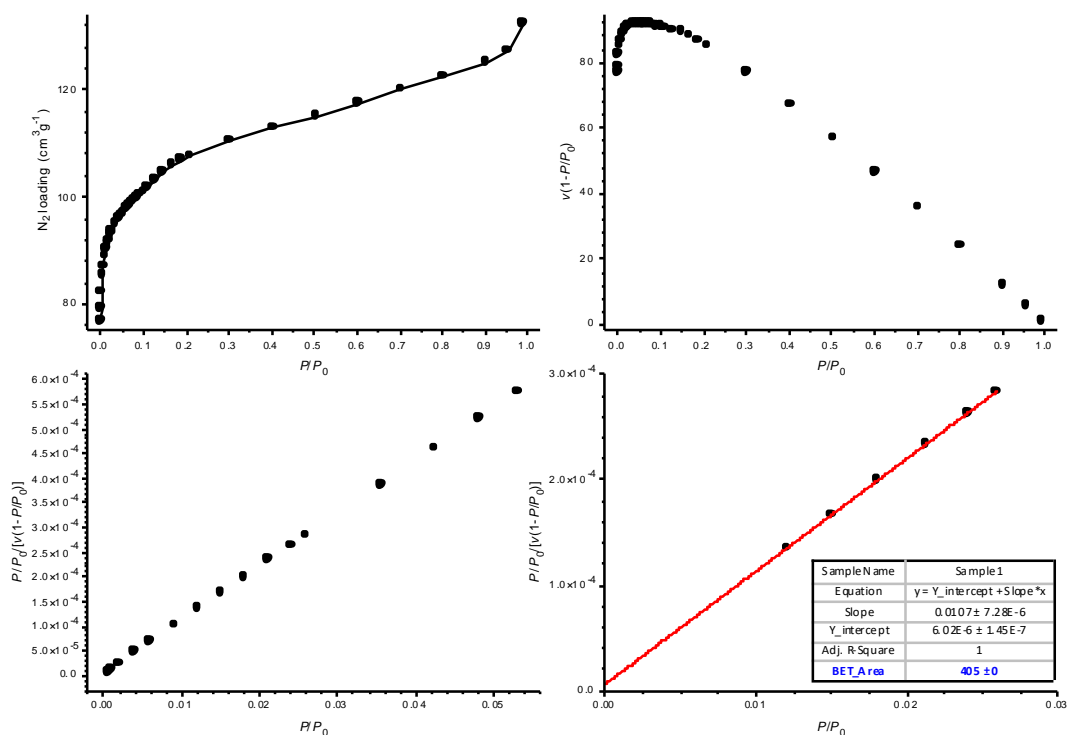 120
100
80
N₂ loading (cm³g⁻¹)
0.0 0.1 0.2 0.3 0.4 0.5 0.6 0.7 0.8 0.9 1.0
P/P₀
80
60
40
20
0
v(1-P/P₀)
0.0 0.1 0.2 0.3 0.4 0.5 0.6 0.7 0.8 0.9 1.0
P/P₀
6.0×10⁻⁴
5.5×10⁻⁴
5.0×10⁻⁴
4.5×10⁻⁴
4.0×10⁻⁴
3.5×10⁻⁴
3.0×10⁻⁴
2.5×10⁻⁴
2.0×10⁻⁴
1.5×10⁻⁴
1.0×10⁻⁴
5.0×10⁻⁵
0.0
P/P₀/[v(1-P/P₀)]
0.00 0.01 0.02 0.03 0.04 0.05
P/P₀
3.0×10⁻⁴
2.0×10⁻⁴
1.0×10⁻⁴
0.0
P/P₀/[v(1-P/P₀)]
Sample Name Sample 1
Equation y = Y_intercept + Slope*x
Slope 0.0107 ± 7.28E-6
Y_intercept 6.02E-6 ± 1.45E-7
Adj. R-Square 1
BET_Area 405 ±0
0.00 0.01 0.02 0.03
P/P₀